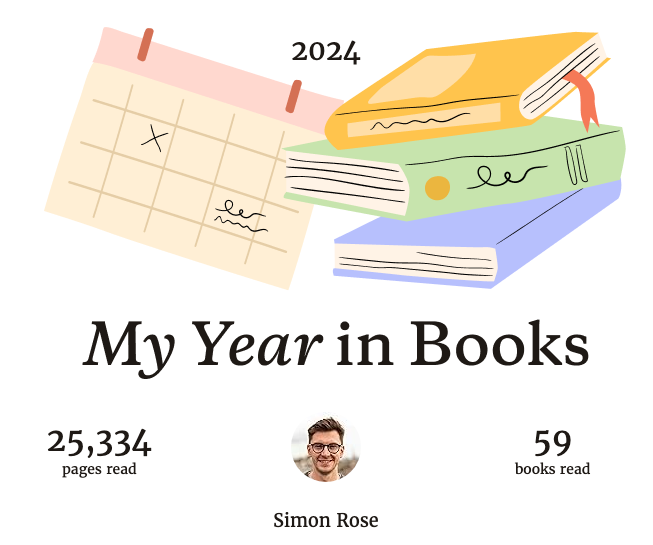 2024
My Year in Books
25,334
pages read
59
books read
Simon Rose